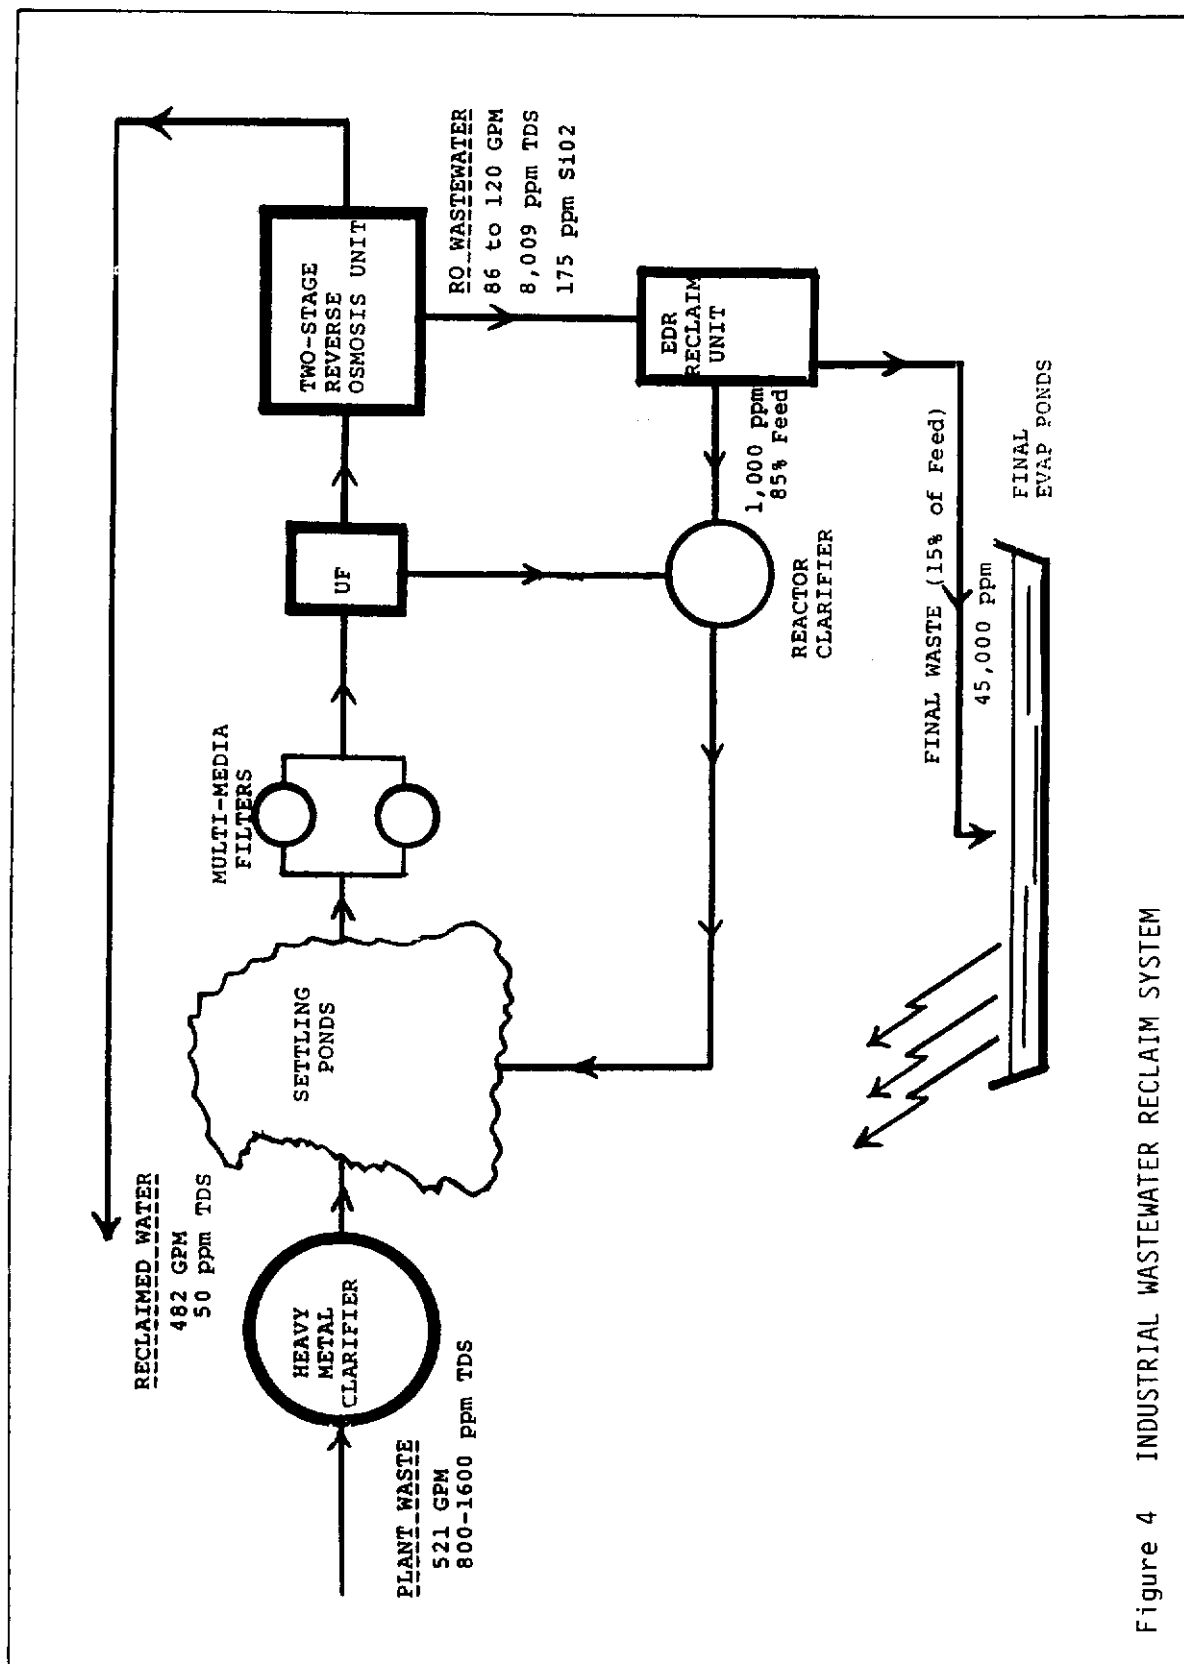 RECLAIMED WATER
482 GPM
50 ppm TDS
PLANT WASTE
521 GPM
800-1600 ppm TDS
HEAVY
METAL
CLARIFIER
SETTLING
PONDS
MULTI-MEDIA
FILTERS
UF
TWO-STAGE
REVERSE
OSMOSIS UNIT
RO WASTEWATER
86 to 120 GPM
8,009 ppm TDS
175 ppm SiO2
EDR
RECLAIM
UNIT
1,000 ppm
85% Feed
REACTOR
CLARIFIER
FINAL WASTE (15% of Feed)
45,000 ppm
FINAL
EVAP PONDS
Figure 4 INDUSTRIAL WASTEWATER RECLAIM SYSTEM